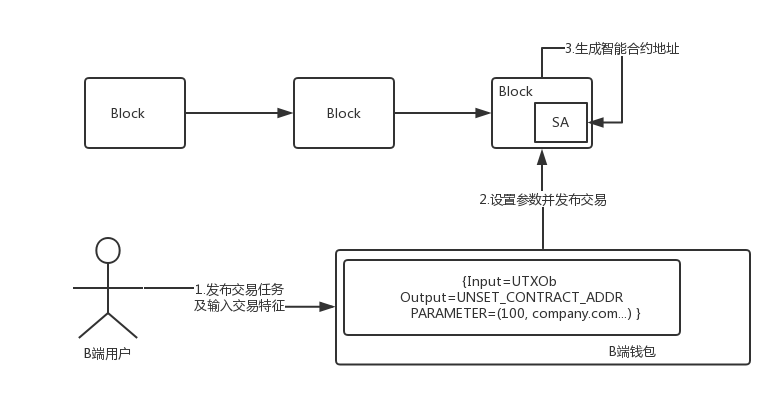 3.生成智能合约地址
Block
Block
Block
SA
2.设置参数并发布交易
1.发布交易任务
及输入交易特征
{Input=UTXOb
Output=UNSET_CONTRACT_ADDR
PARAMETER=(100, company.com...) }
B端用户
B端钱包